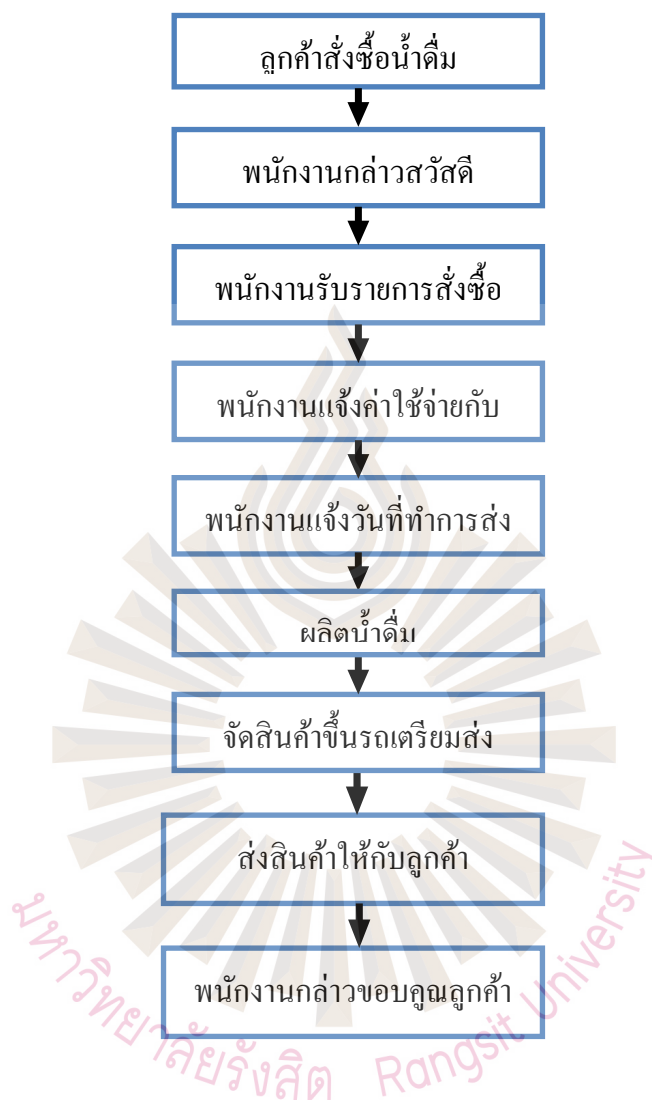 ลูกค้าสั่งซื้อน้ำดื่ม
พนักงานกล่าวสวัสดี
พนักงานรับรายการสั่งซื้อ
พนักงานแจ้งค่าใช้จ่ายกับ
พนักงานแจ้งวันที่ทำการส่ง
ผลิตน้ำดื่ม
จัดสินค้าขึ้นรถเตรียมส่ง
ส่งสินค้าให้กับลูกค้า
พนักงานกล่าวขอบคูณลูกค้า
มหาวิทยาลัยรังสิต Rangsit University